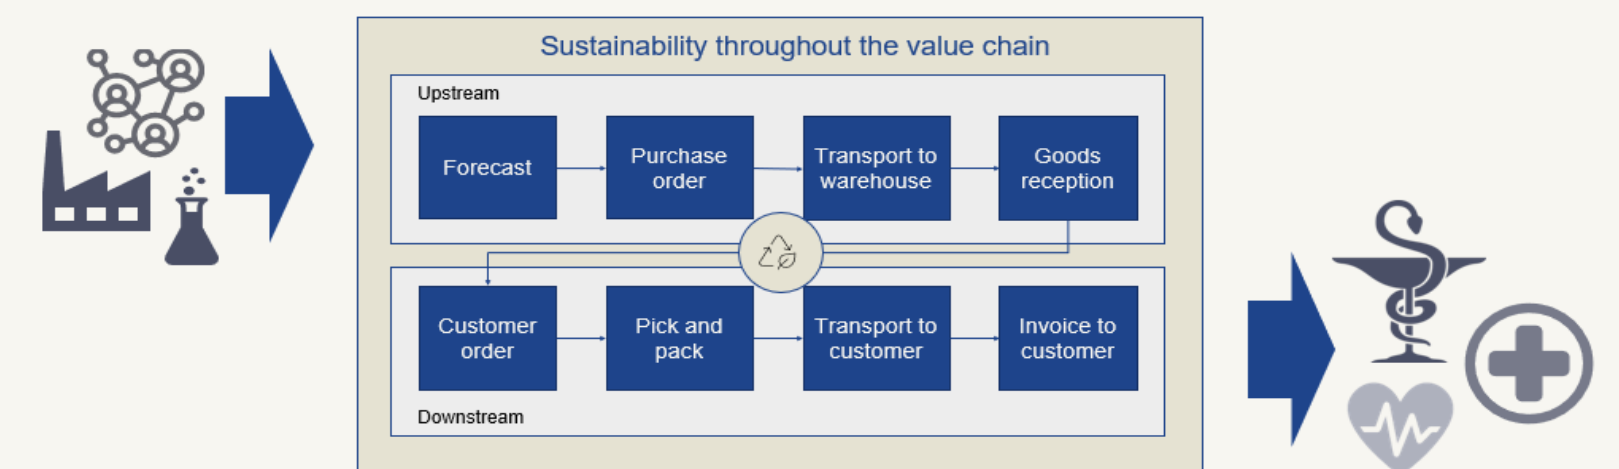 Sustainability throughout the value chain
Upstream
Forecast
Purchase
order
Transport to
warehouse
Goods
reception
Customer
order
Pick and
pack
Transport to
customer
Invoice to
customer
Downstream